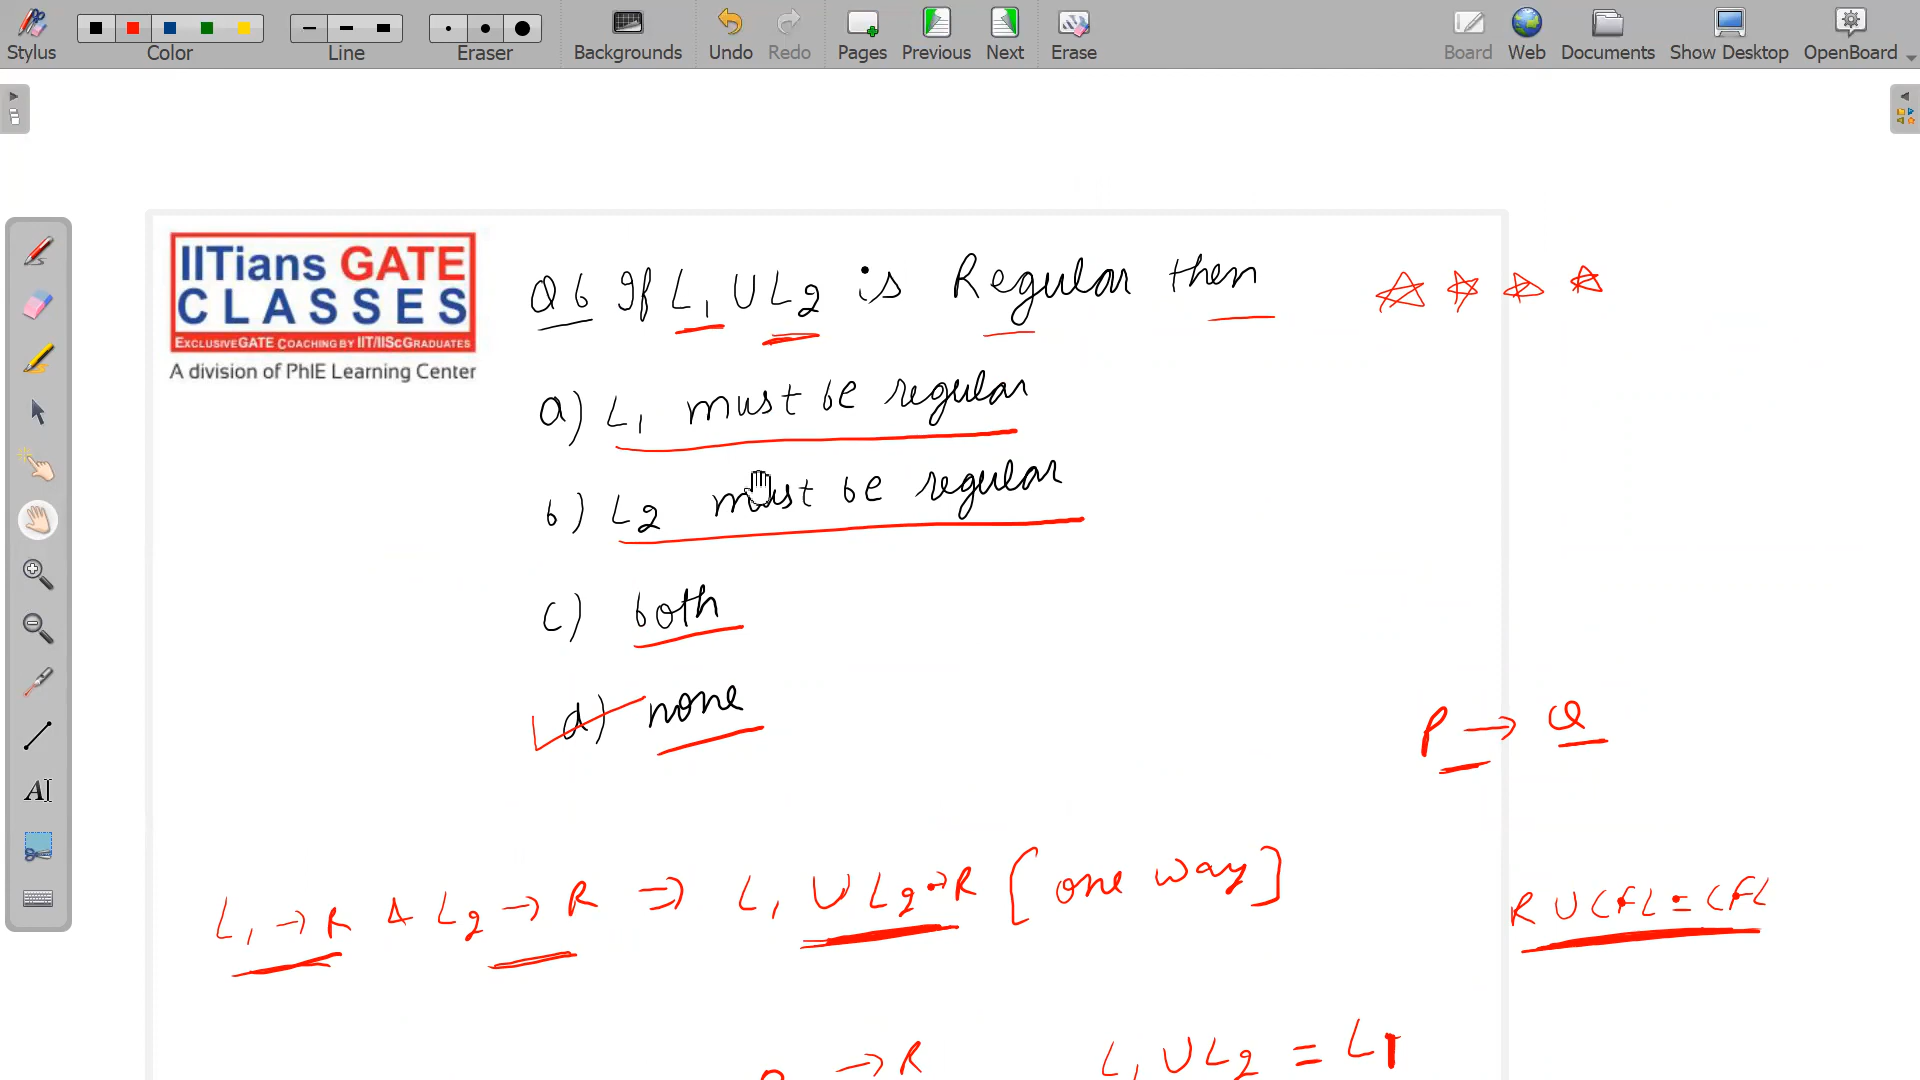 Stylus Color Line Eraser Backgrounds Undo Redo Pages Previous Next Erase Board Web Documents Show Desktop OpenBoard
IITians GATE
CLASSES
EXCLUSIVE GATE COACHING BY IIT/IISc GRADUATES
A division of PhIE Learning Center
Q6 If L1 U L2 is Regular then
a) L1 must be regular
b) L2 must be regular
c) both
d) none
P → Q
L1 → R & L2 → R ⇒ L1 U L2 → R [one way]
R U CFL = CFL
→ R L1 U L2 = L1